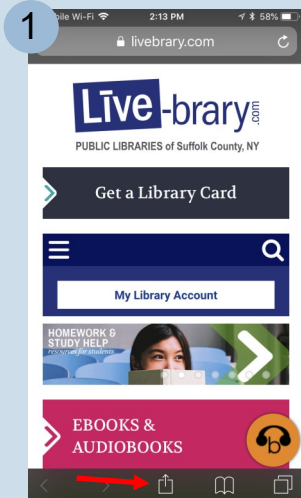 1
bile Wi-Fi 2:13 PM 58%
livebrary.com
Live-brary.com
PUBLIC LIBRARIES of Suffolk County, NY
Get a Library Card
My Library Account
HOMEWORK &
STUDY HELP
resources for students
EBOOKS &
AUDIOBOOKS
b